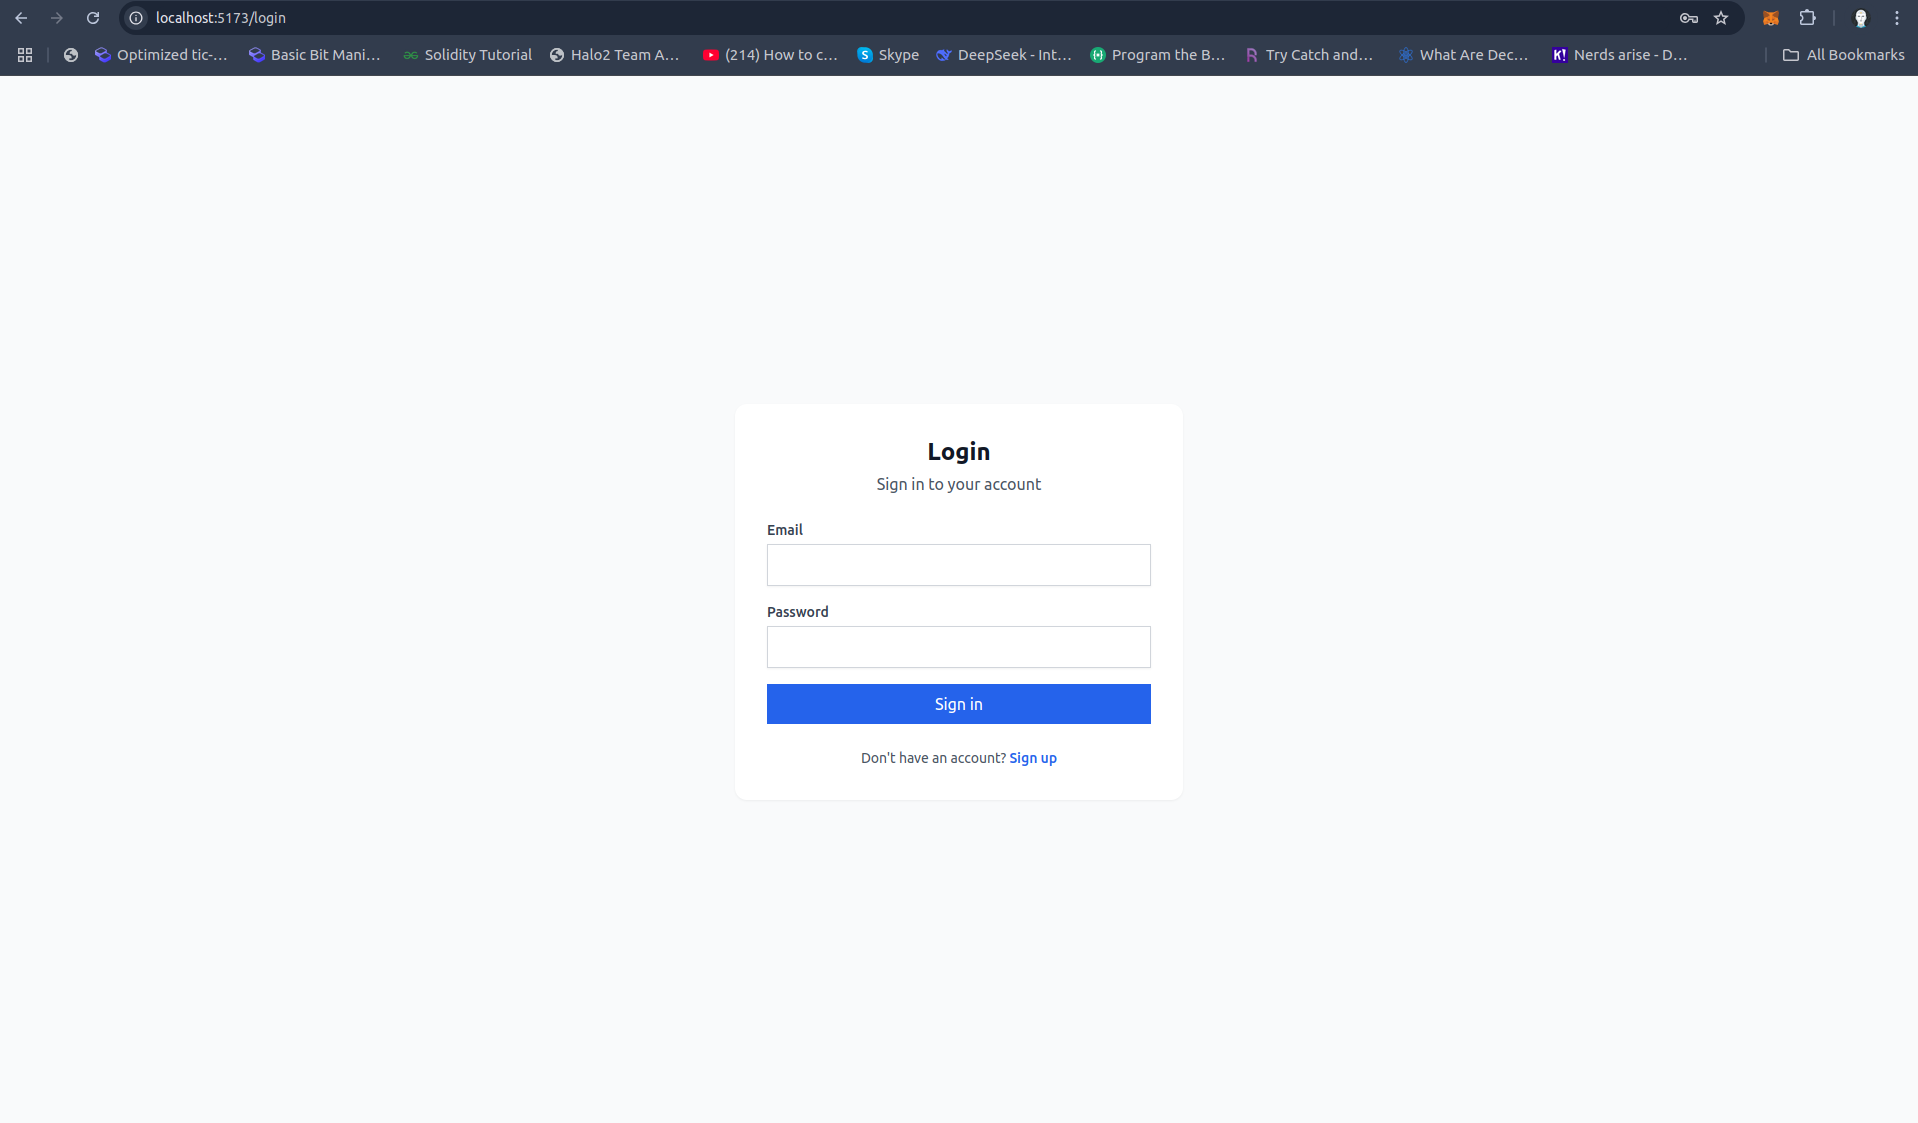 localhost:5173/login
Optimized tic-... Basic Bit Mani... Solidity Tutorial Halo2 Team A... (214) How to c... Skype DeepSeek - Int... Program the B... Try Catch and... What Are Dec... Nerds arise - D... All Bookmarks
Login
Sign in to your account
Email
Password
Sign in
Don't have an account? Sign up